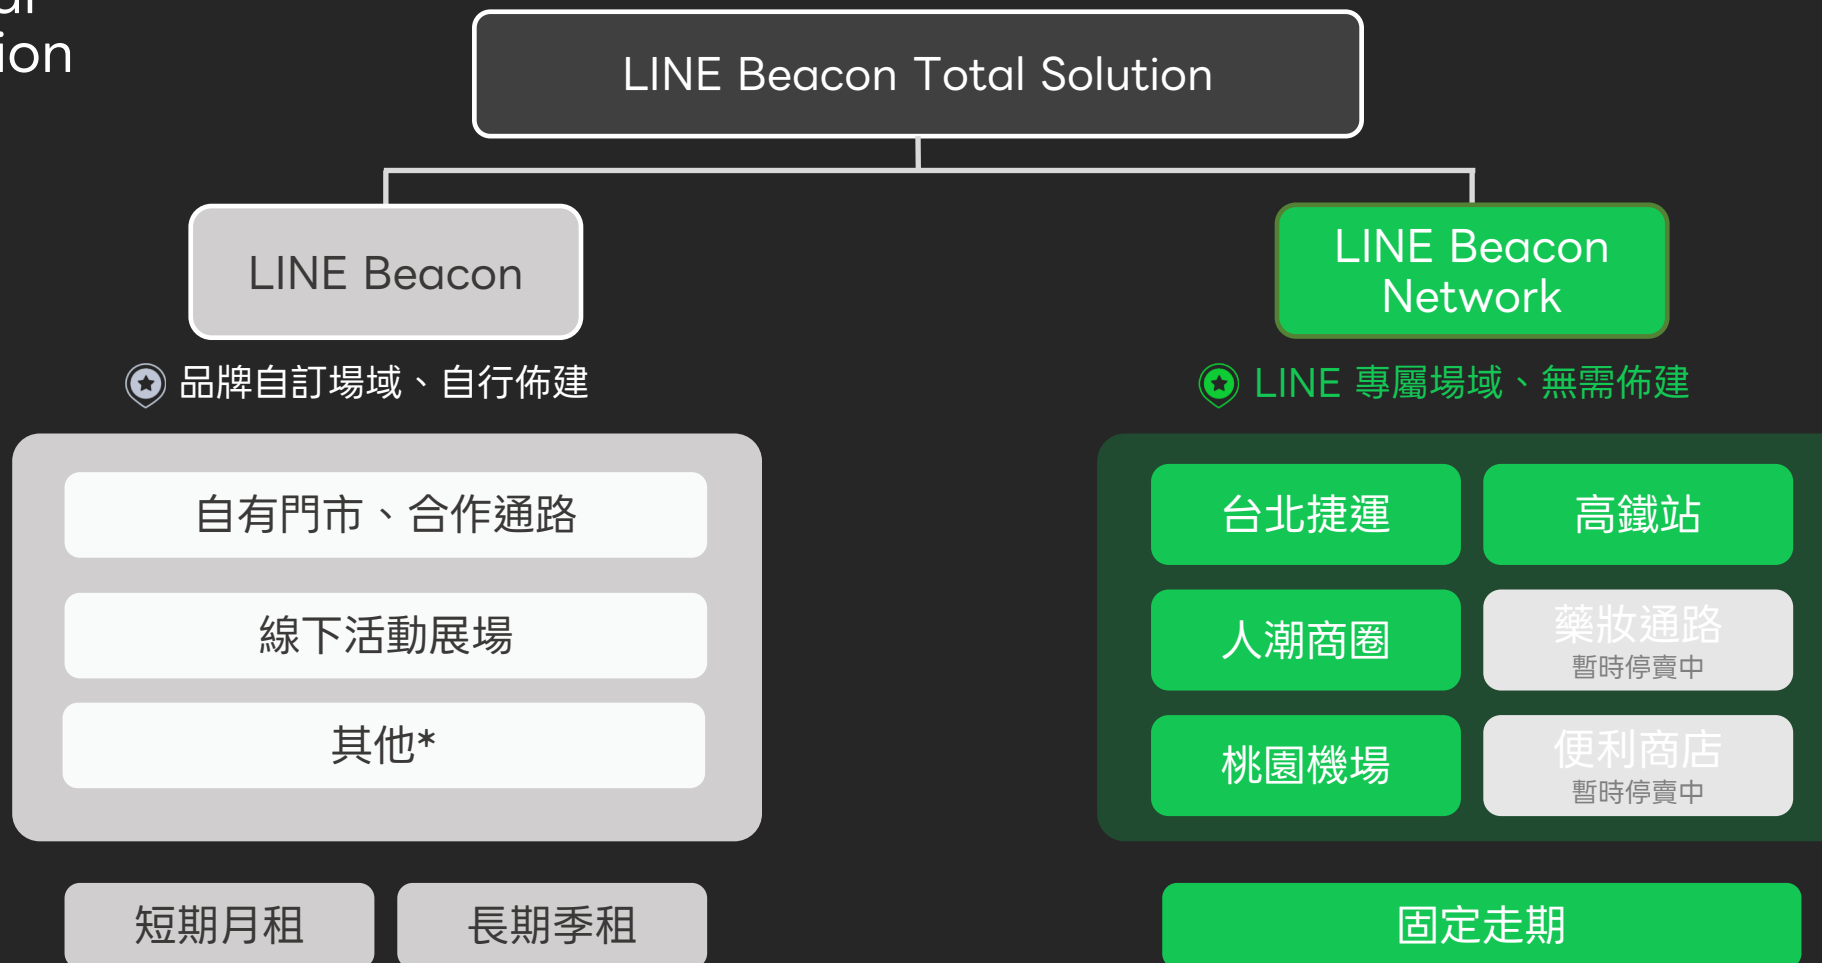 ion
LINE Beacon Total Solution
LINE Beacon
LINE Beacon
Network
品牌自訂場域、自行佈建
LINE 專屬場域、無需佈建
自有門市、合作通路
線下活動展場
其他*
台北捷運
高鐵站
人潮商圈
藥妝通路
暫時停賣中
桃園機場
便利商店
暫時停賣中
短期月租
長期季租
固定走期